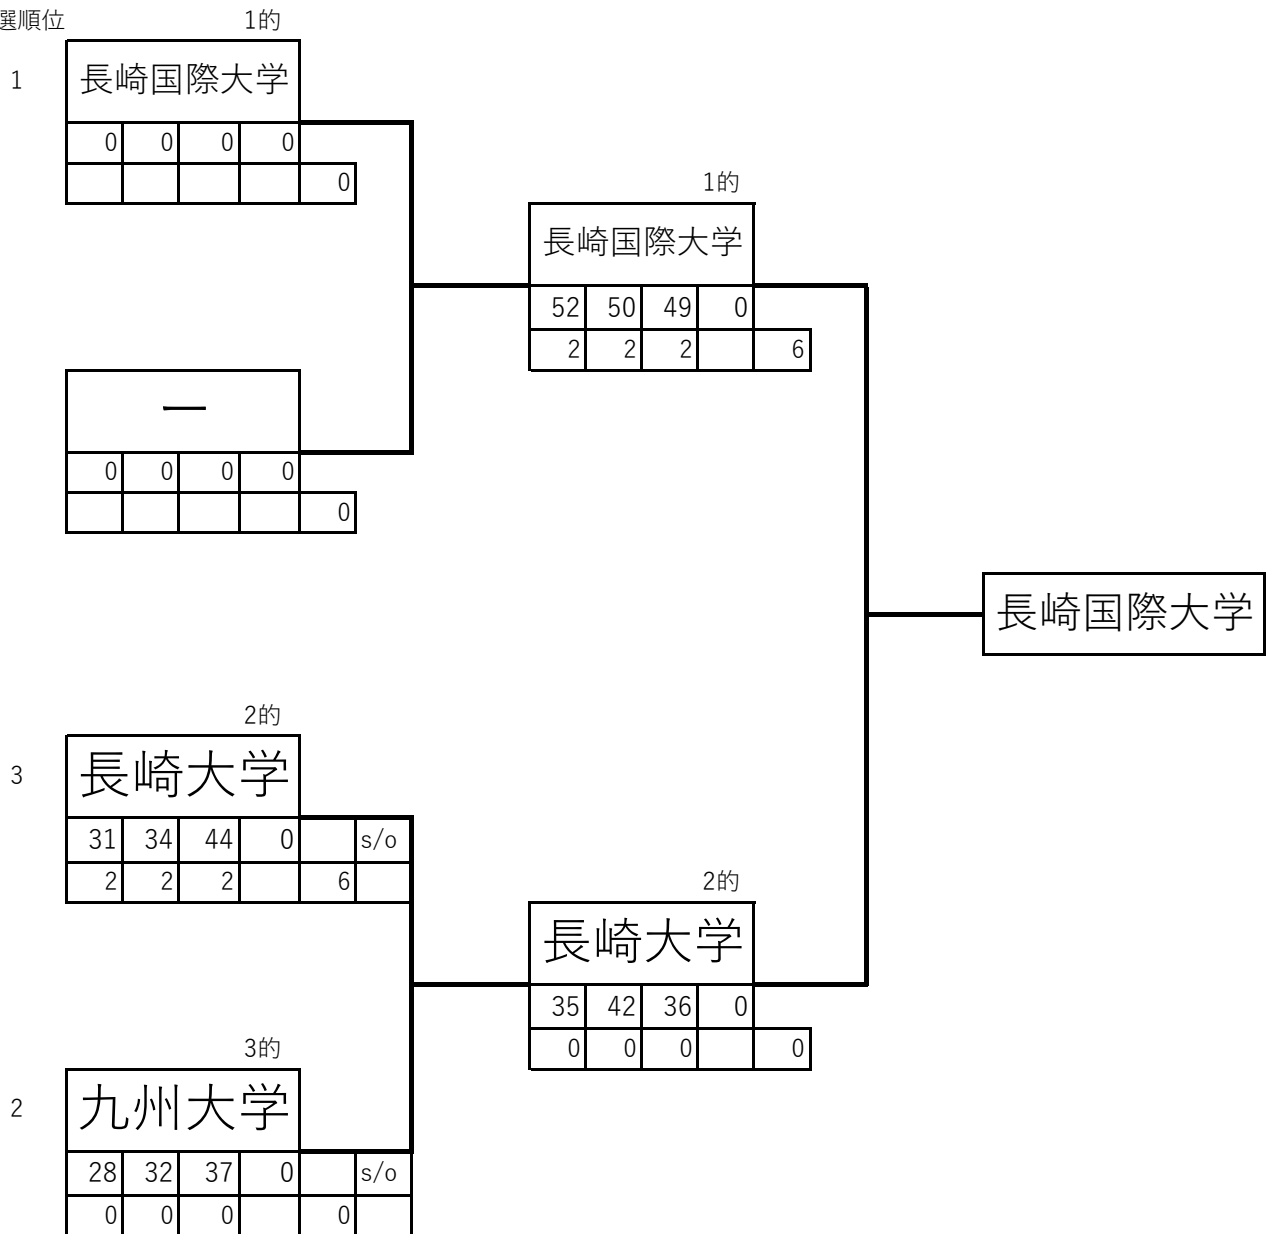 選順位 1的
1 長崎国際大学
0 0 0 0
0
1的
長崎国際大学
52 50 49 0
2 2 2 6
—
0 0 0 0
0
長崎国際大学
2的
3 長崎大学
31 34 44 0 s/o
2 2 2 6
2的
長崎大学
35 42 36 0
0 0 0 0
3的
2 九州大学
28 32 37 0 s/o
0 0 0 0